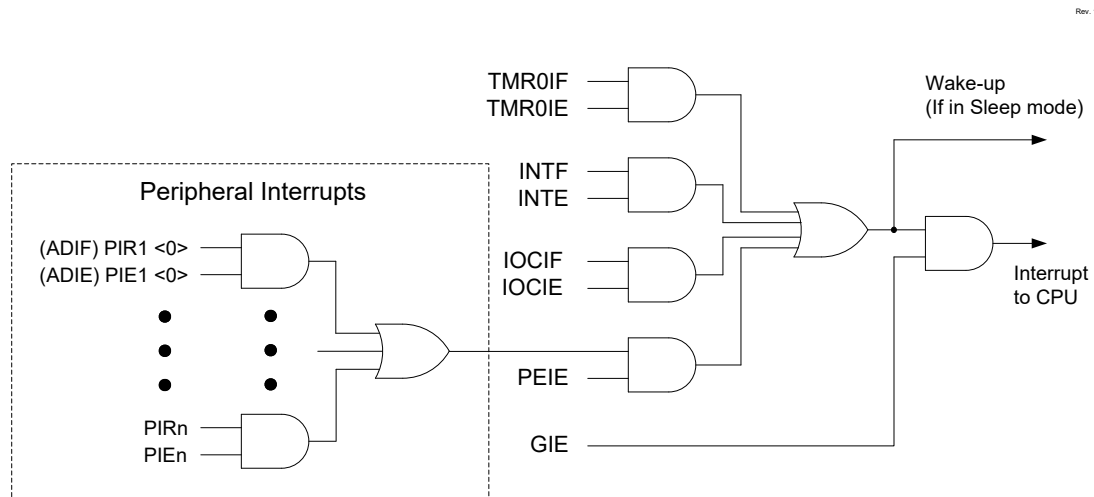 Rev.
TMR0IF
TMR0IE
Wake-up
(If in Sleep mode)
INTF
INTE
Peripheral Interrupts
(ADIF) PIR1 <0>
(ADIE) PIE1 <0>
IOCIF
IOCIE
Interrupt
to CPU
PEIE
PIRn
PIEn
GIE